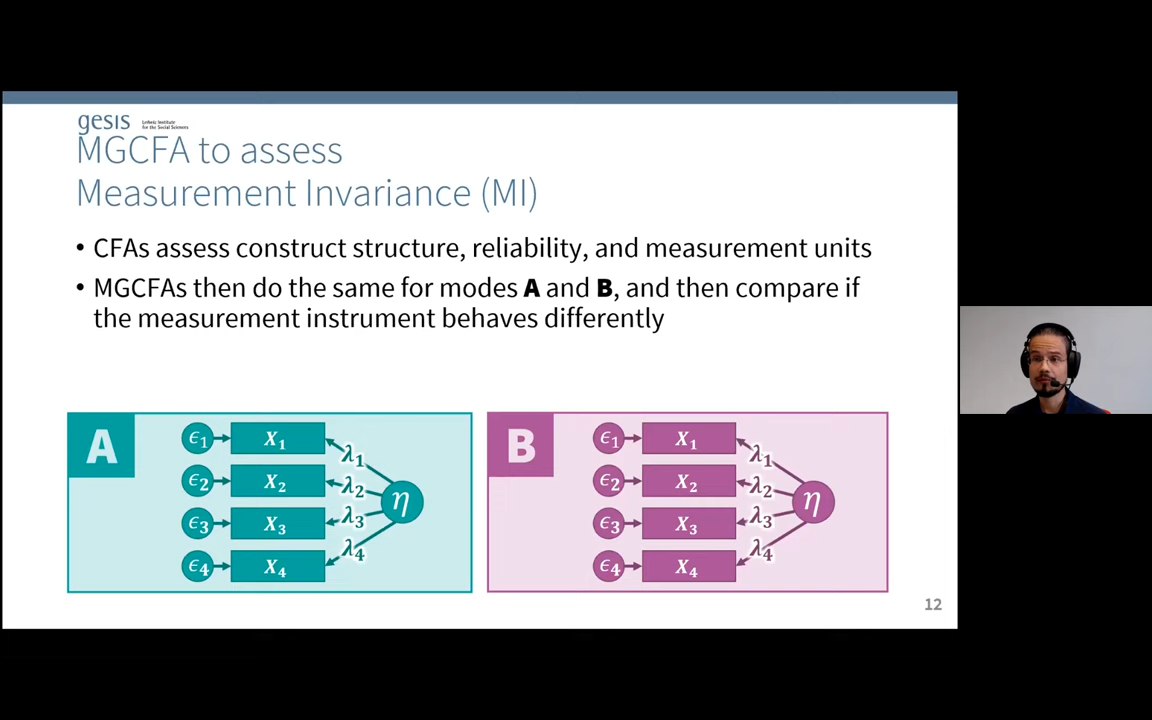 gesis
Leibniz Institute
for the Social Sciences
MGCFA to assess
Measurement Invariance (MI)
• CFAs assess construct structure, reliability, and measurement units
• MGCFAs then do the same for modes A and B, and then compare if
the measurement instrument behaves differently
A
ϵ1 X1 λ1
ϵ2 X2 λ2
η
ϵ3 X3 λ3
ϵ4 X4 λ4
B
ϵ1 X1 λ1
ϵ2 X2 λ2
η
ϵ3 X3 λ3
ϵ4 X4 λ4
12